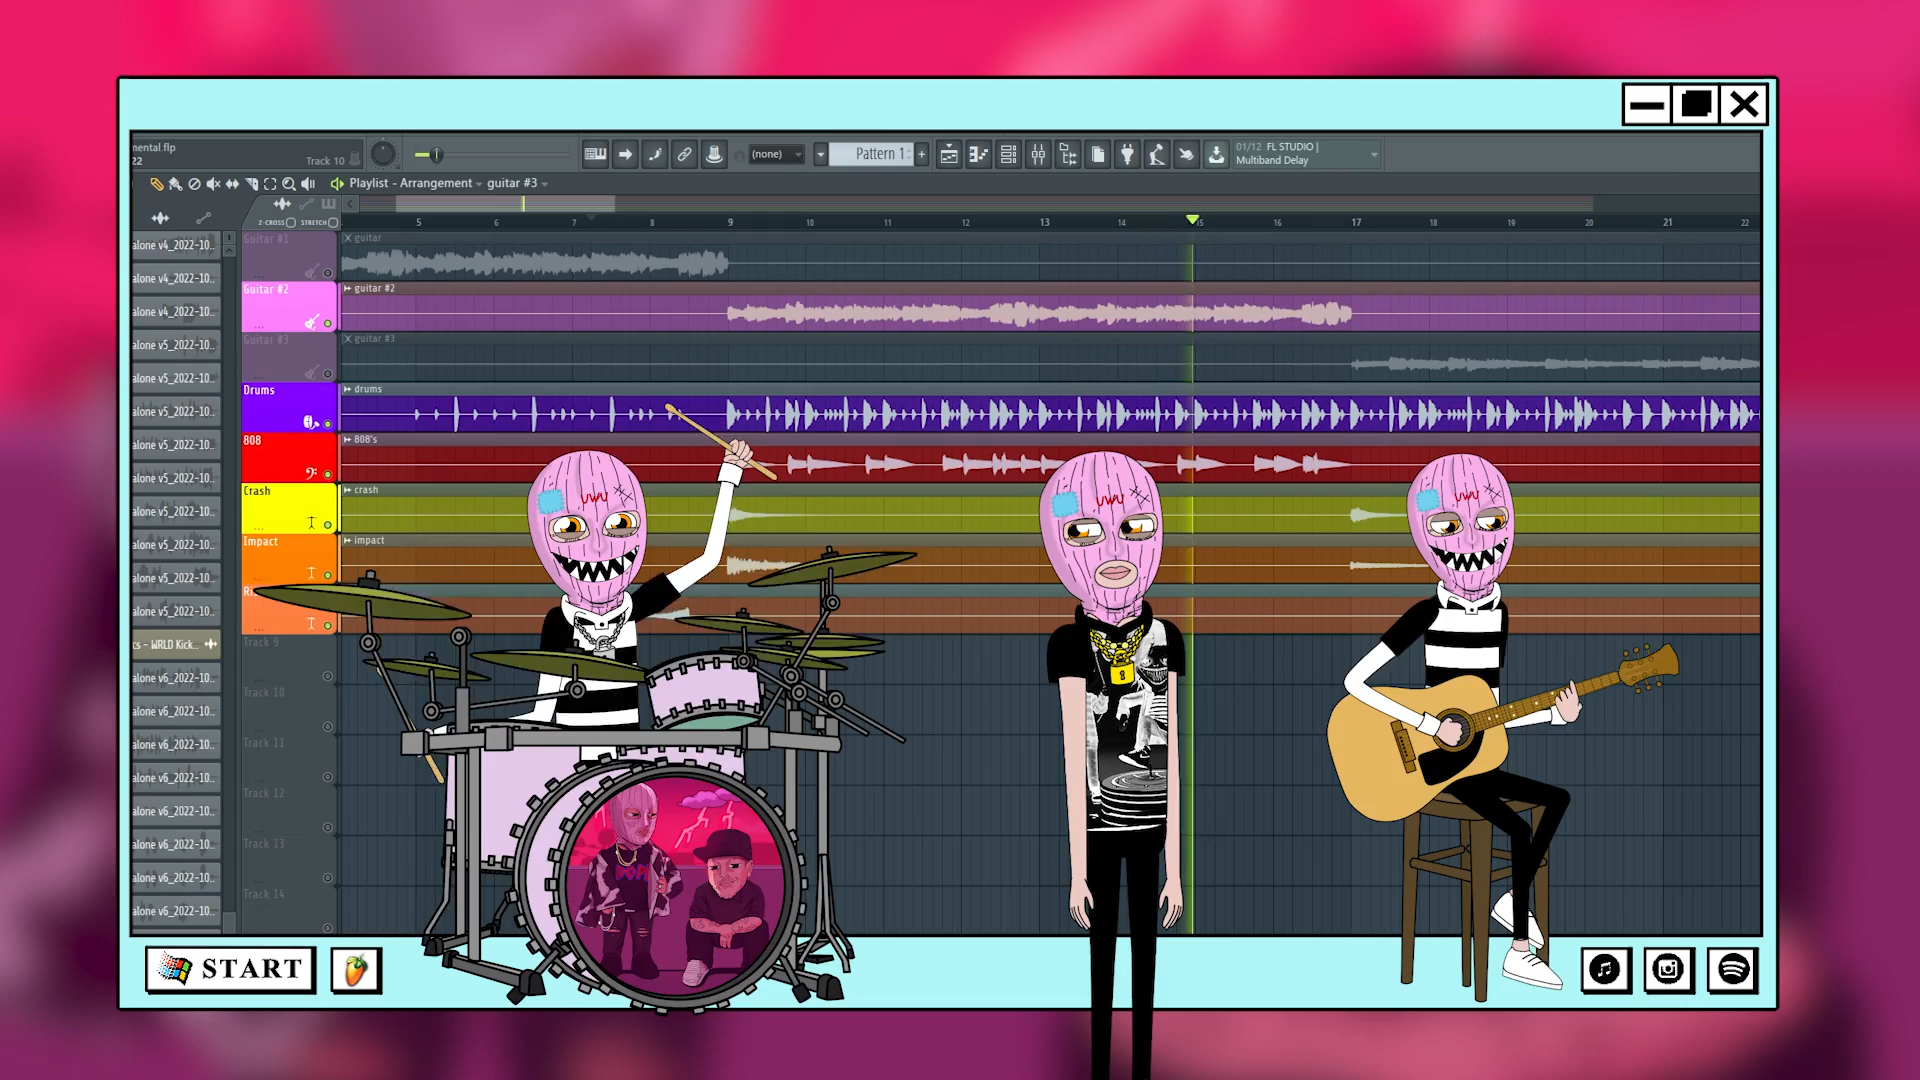 mental.flp
22
Track 10
(none)
Pattern 1
+
01/12 FL STUDIO |
Multiband Delay
Playlist - Arrangement
guitar #3
Z-CROSS
STRETCH
5 6 7 8 9 10 11 12 13 14 15 16 17 18 19 20 21 22
alone v4_2022-10..
alone v4_2022-10..
alone v4_2022-10..
alone v5_2022-10..
alone v5_2022-10..
alone v5_2022-10..
alone v5_2022-10..
alone v5_2022-10..
alone v5_2022-10..
alone v5_2022-10..
alone v5_2022-10..
alone v5_2022-10..
cs - WRLD Kick..
alone v6_2022-10..
alone v6_2022-10..
alone v6_2022-10..
alone v6_2022-10..
alone v6_2022-10..
alone v6_2022-10..
alone v6_2022-10..
alone v6_2022-10..
Guitar #1
guitar
Guitar #2
guitar #2
Guitar #3
guitar #3
Drums
drums
808
808's
Crash
crash
Impact
impact
Ri
Track 9
Track 10
Track 11
Track 12
Track 13
Track 14
UWU
UWU
UWU
START